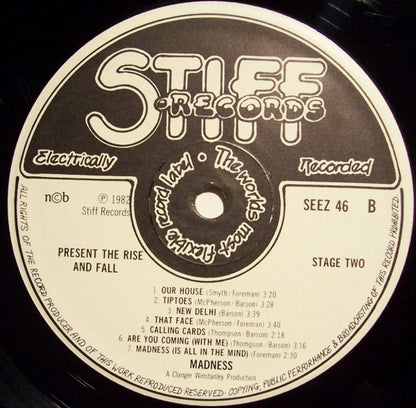 STIFF
RECORDS
Electrically Recorded
The worlds most flexible record label •
n©b
℗ 1982
Stiff Records
SEEZ 46 B
PRESENT THE RISE
AND FALL
STAGE TWO
1. OUR HOUSE (Smyth/Foreman) 3:20
2. TIPTOES (McPherson/Barson) 3:28
3. NEW DELHI (Barson) 3:39
4. THAT FACE (McPherson/Foreman) 3:40
5. CALLING CARDS (Thompson/Barson) 2:18
6. ARE YOU COMING (WITH ME) (Thompson/Barson) 3:16
7. MADNESS (IS ALL IN THE MIND) (Foreman) 2:30
MADNESS
A Clanger Winstanley Production
ALL RIGHTS OF THE RECORD PRODUCER AND OF THIS WORK REPRODUCED RESERVED - COPYING, PUBLIC PERFORMANCE & BROADCASTING OF THIS RECORD PROHIBITED.